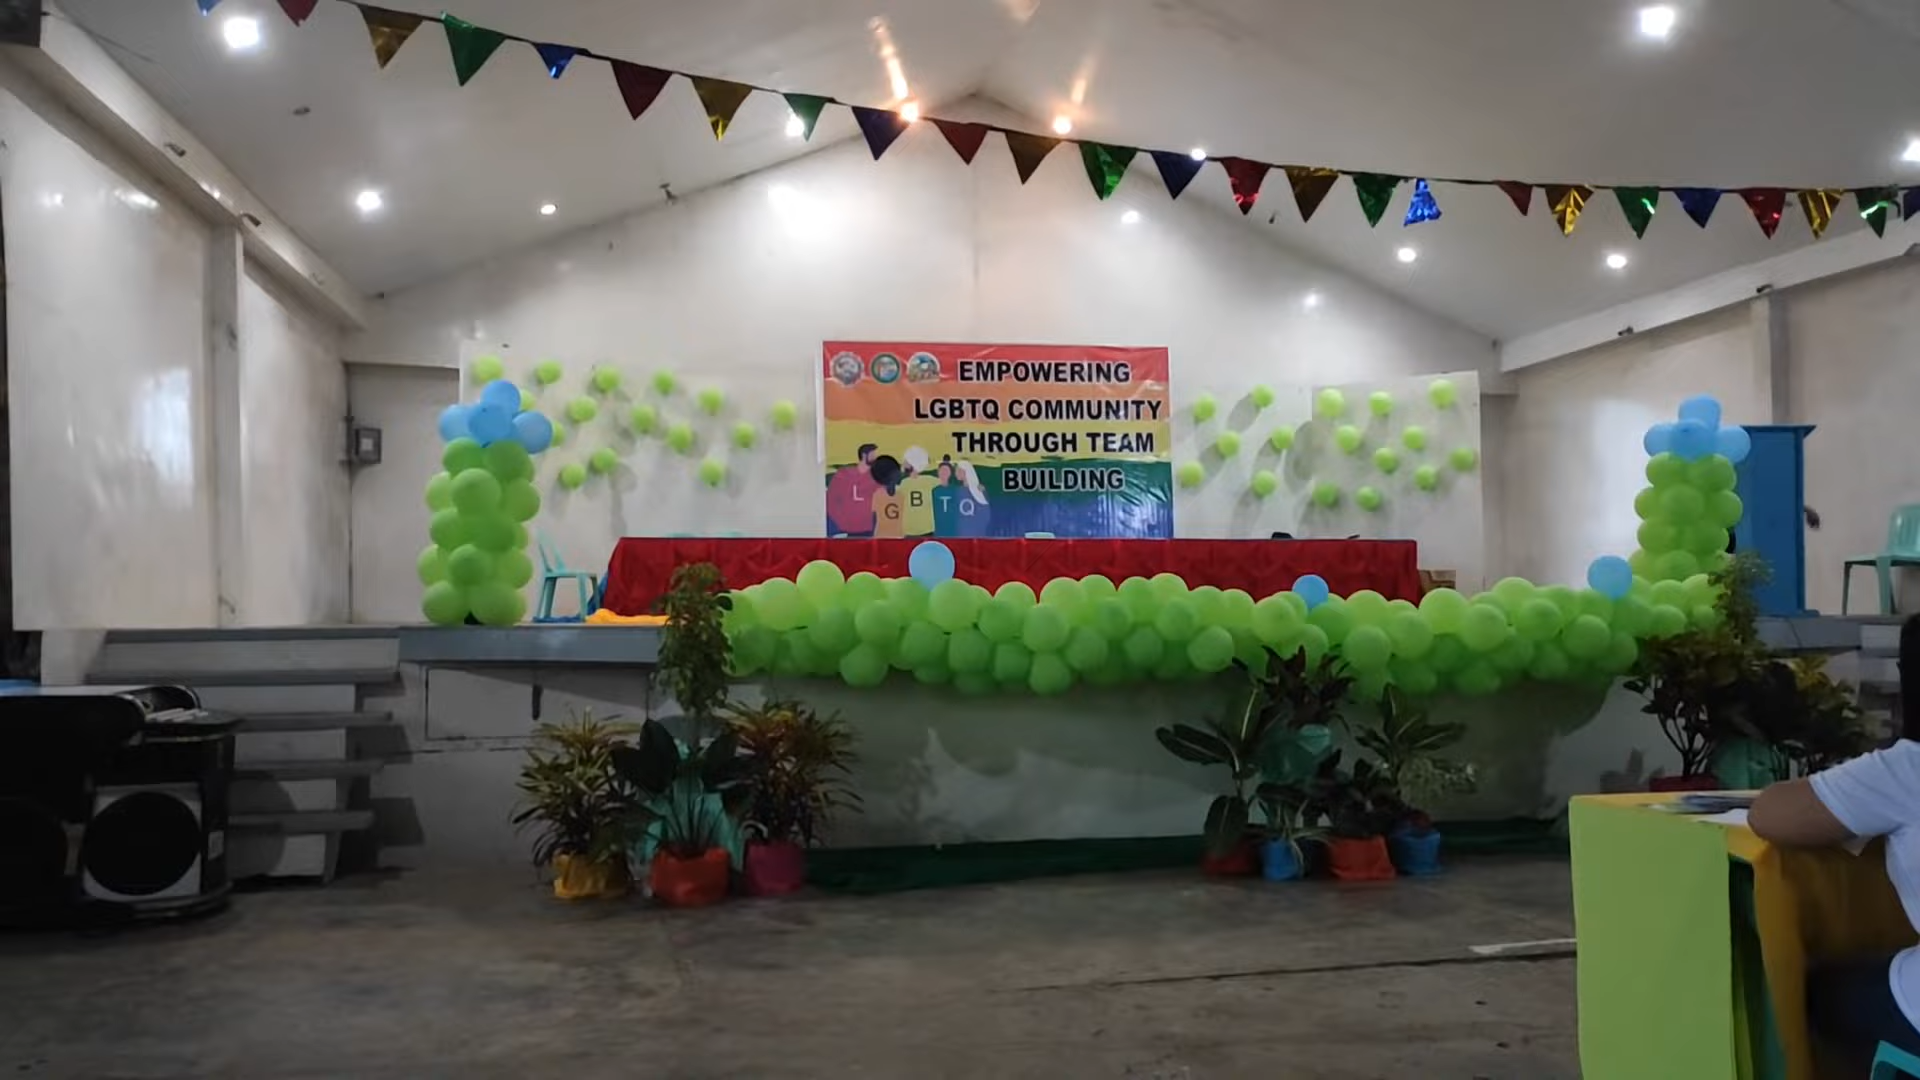 EMPOWERING
LGBTQ COMMUNITY
THROUGH TEAM
BUILDING
L G B T Q